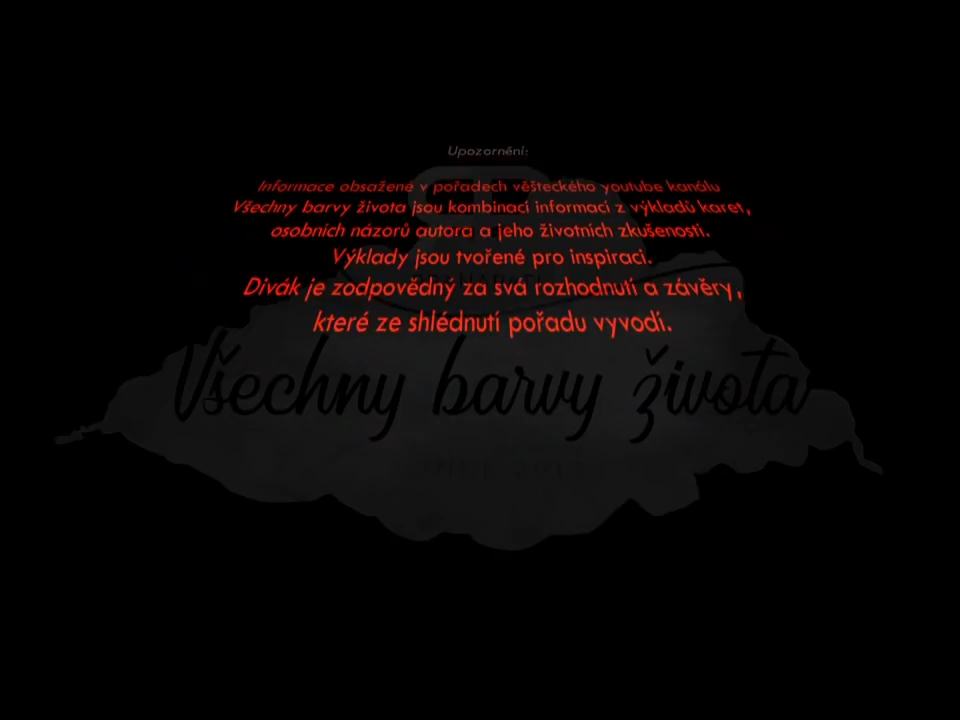 Upozornění:
Informace obsažené v pořadech věšteckého youtube kanálu
Všechny barvy života jsou kombinací informací z výkladů karet,
osobních názorů autora a jeho životních zkušeností.
Výklady jsou tvořené pro inspiraci.
Divák je zodpovědný za svá rozhodnutí a závěry,
které ze shlédnutí pořadu vyvodí.
Všechny barvy života